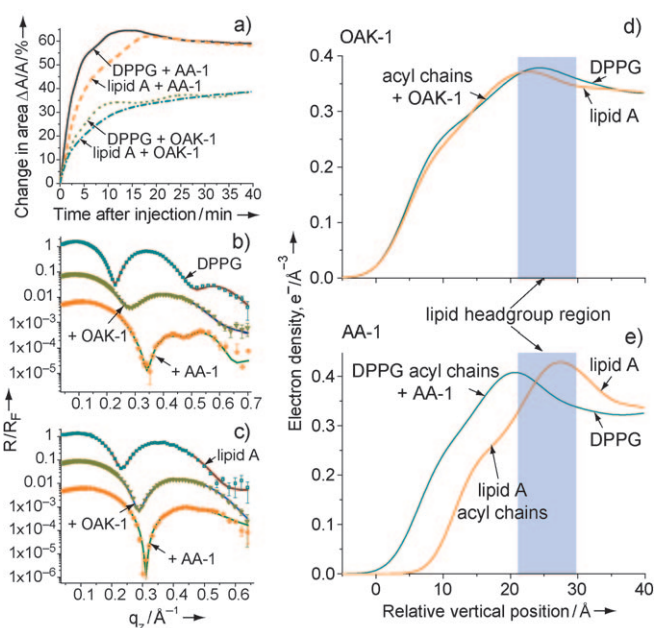 a)
Change in area ΔA/A/%→
60
50
40
30
20
10
0
DPPG + AA-1
lipid A + AA-1
DPPG + OAK-1
lipid A + OAK-1
0 5 10 15 20 25 30 35 40
Time after injection/min→
b)
R/R_F→
1
0.1
0.01
1x10⁻³
1x10⁻⁴
1x10⁻⁵
DPPG
+ OAK-1
+ AA-1
0.1 0.2 0.3 0.4 0.5 0.6 0.7
c)
1
0.1
0.01
1x10⁻³
1x10⁻⁴
1x10⁻⁵
1x10⁻⁶
lipid A
+ OAK-1
+ AA-1
0.0 0.1 0.2 0.3 0.4 0.5 0.6
q_z/Å⁻¹ →
d)
OAK-1
Electron density, e⁻/Å⁻³→
0.4
0.3
0.2
0.1
0.0
acyl chains
+ OAK-1
DPPG
lipid A
lipid headgroup region
e)
AA-1
0.4
0.3
0.2
0.1
0.0
DPPG acyl chains
+ AA-1
lipid A
DPPG
lipid A
acyl chains
0 10 20 30 40
Relative vertical position/Å→